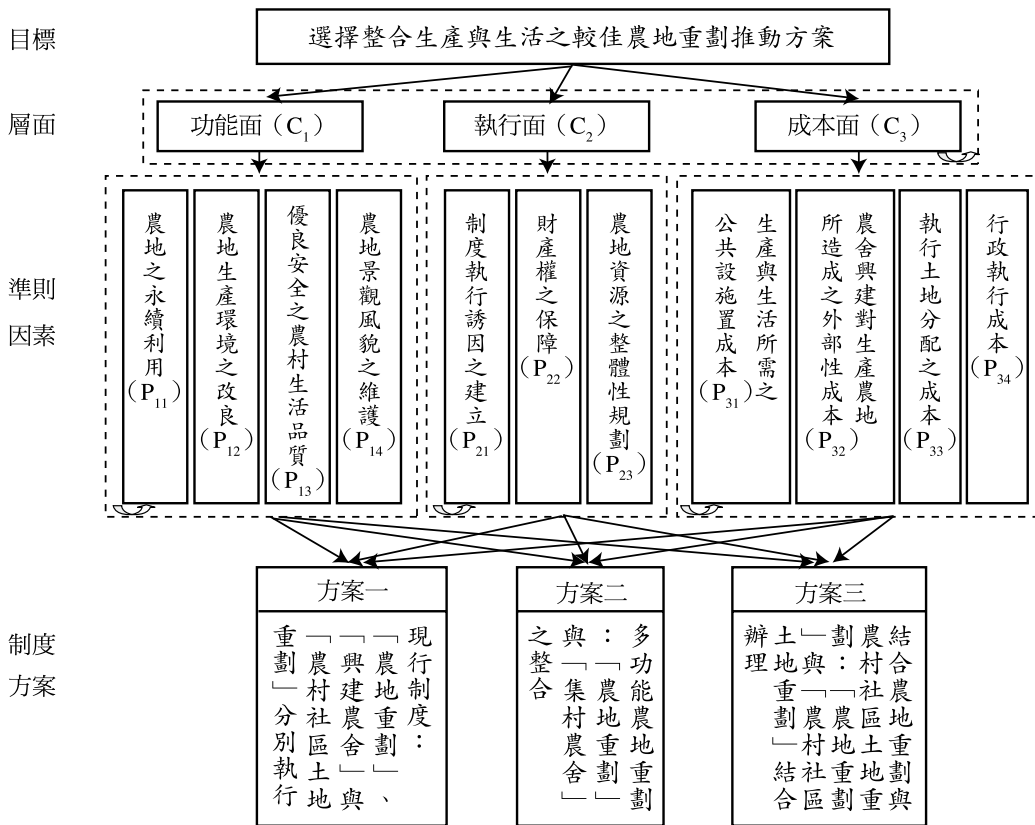 目標
選擇整合生產與生活之較佳農地重劃推動方案
層面
功能面（C1）
執行面（C2）
成本面（C3）
準則
因素
農地之永續利用（P11）
農地生產環境之改良（P12）
優良安全之農村生活品質（P13）
農地景觀風貌之維護（P14）
制度執行誘因之建立（P21）
財產權之保障（P22）
農地資源之整體性規劃（P23）
生產與生活所需之
公共設施置成本（P31）
農舍興建對生產農地
所造成之外部性成本（P32）
執行土地分配之成本（P33）
行政執行成本（P34）
制度
方案
方案一
現行制度：
「農地重劃」、
「興建農舍」與
「農村社區土地
重劃」分別執行
方案二
多功能農地重劃
：「農地重劃」
與「集村農舍」
之整合
方案三
結合農地重劃與
農村社區土地重
劃：「農地重劃
」與「農村社區
土地重劃」結合
辦理